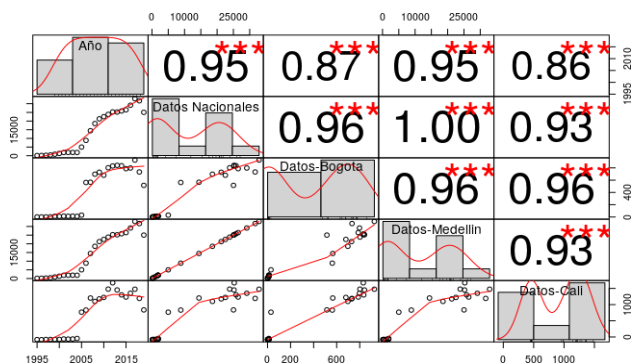 0 10000 25000
0 10000 25000
Año
0.95 ***
0.87 ***
0.95 ***
0.86 ***
1995 2010
0 15000
Datos Nacionales
0.96 ***
1.00 ***
0.93 ***
Datos-Bogota
0.96 ***
0.96 ***
0 400
0 15000
Datos-Medellin
0.93 ***
Datos-Cali
0 1000
1995 2005 2015
0 200 600
0 500 1500